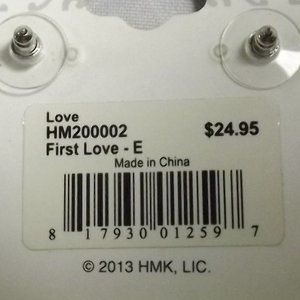 Love
HM200002 $24.95
First Love - E
Made in China
8 17930 01259 7
© 2013 HMK, LIC.